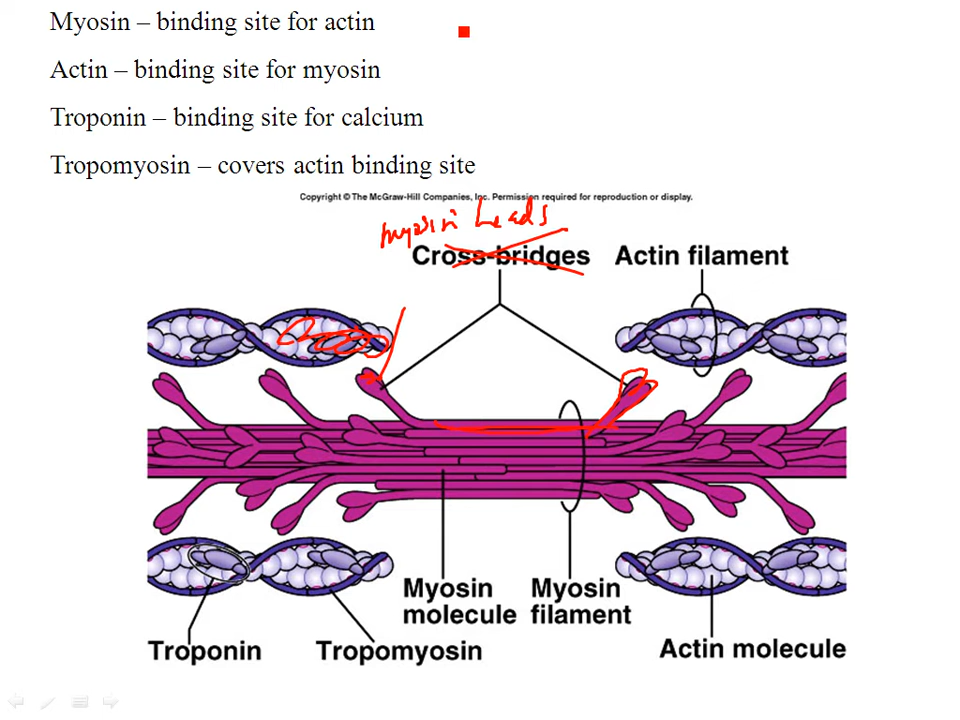 Myosin – binding site for actin
Actin – binding site for myosin
Troponin – binding site for calcium
Tropomyosin – covers actin binding site
Copyright © The McGraw-Hill Companies, Inc. Permission required for reproduction or display.
myosin heads
Cross-bridges
Actin filament
Myosin
molecule
Myosin
filament
Troponin
Tropomyosin
Actin molecule